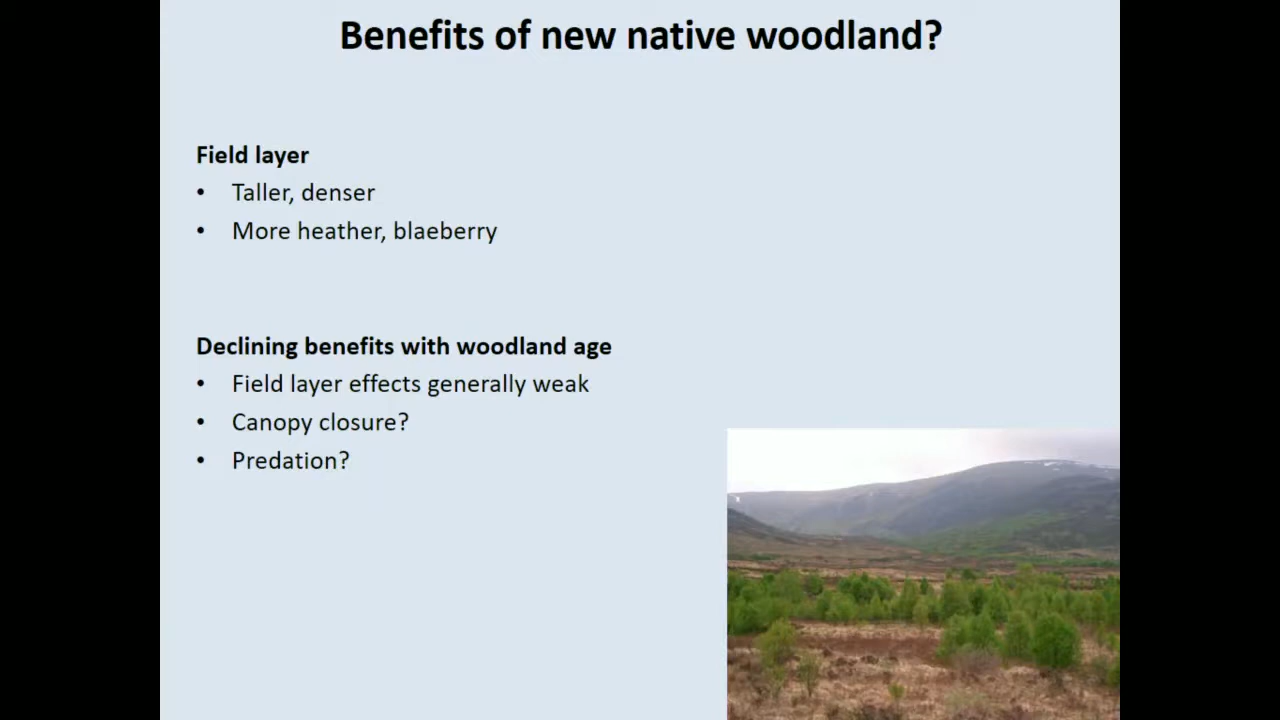 Benefits of new native woodland?
Field layer
• Taller, denser
• More heather, blaeberry
Declining benefits with woodland age
• Field layer effects generally weak
• Canopy closure?
• Predation?